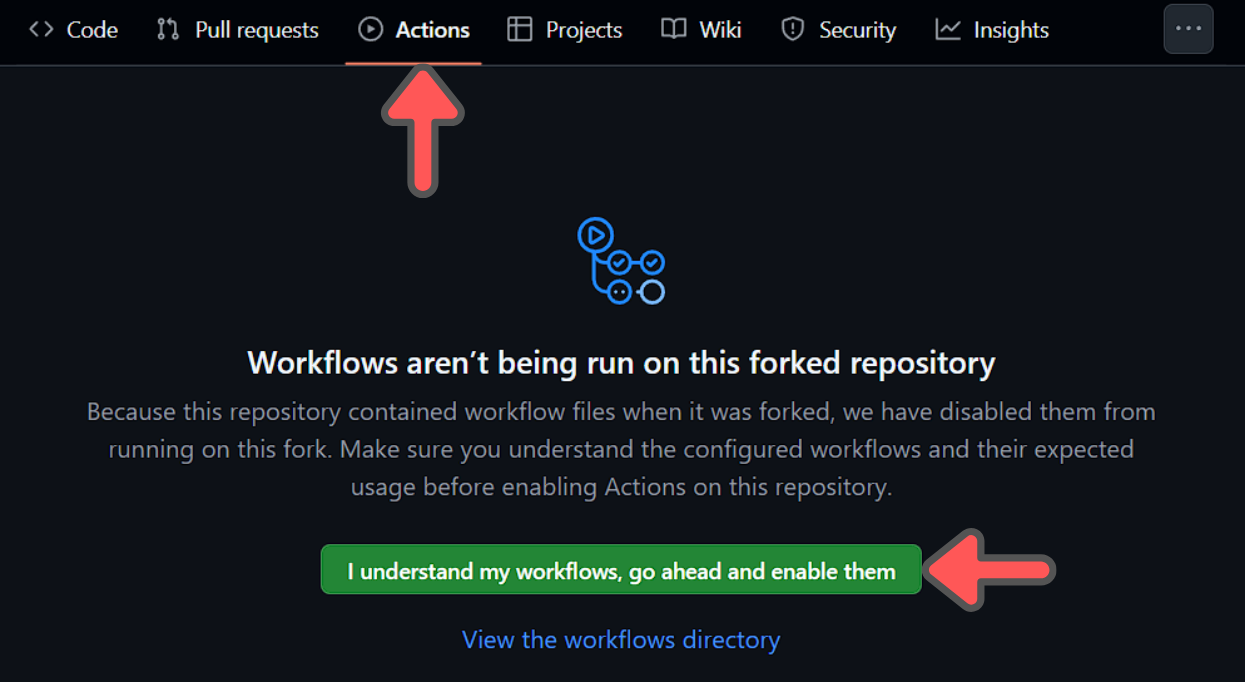 Code Pull requests Actions Projects Wiki Security Insights
Workflows aren’t being run on this forked repository
Because this repository contained workflow files when it was forked, we have disabled them from
running on this fork. Make sure you understand the configured workflows and their expected
usage before enabling Actions on this repository.
I understand my workflows, go ahead and enable them
View the workflows directory